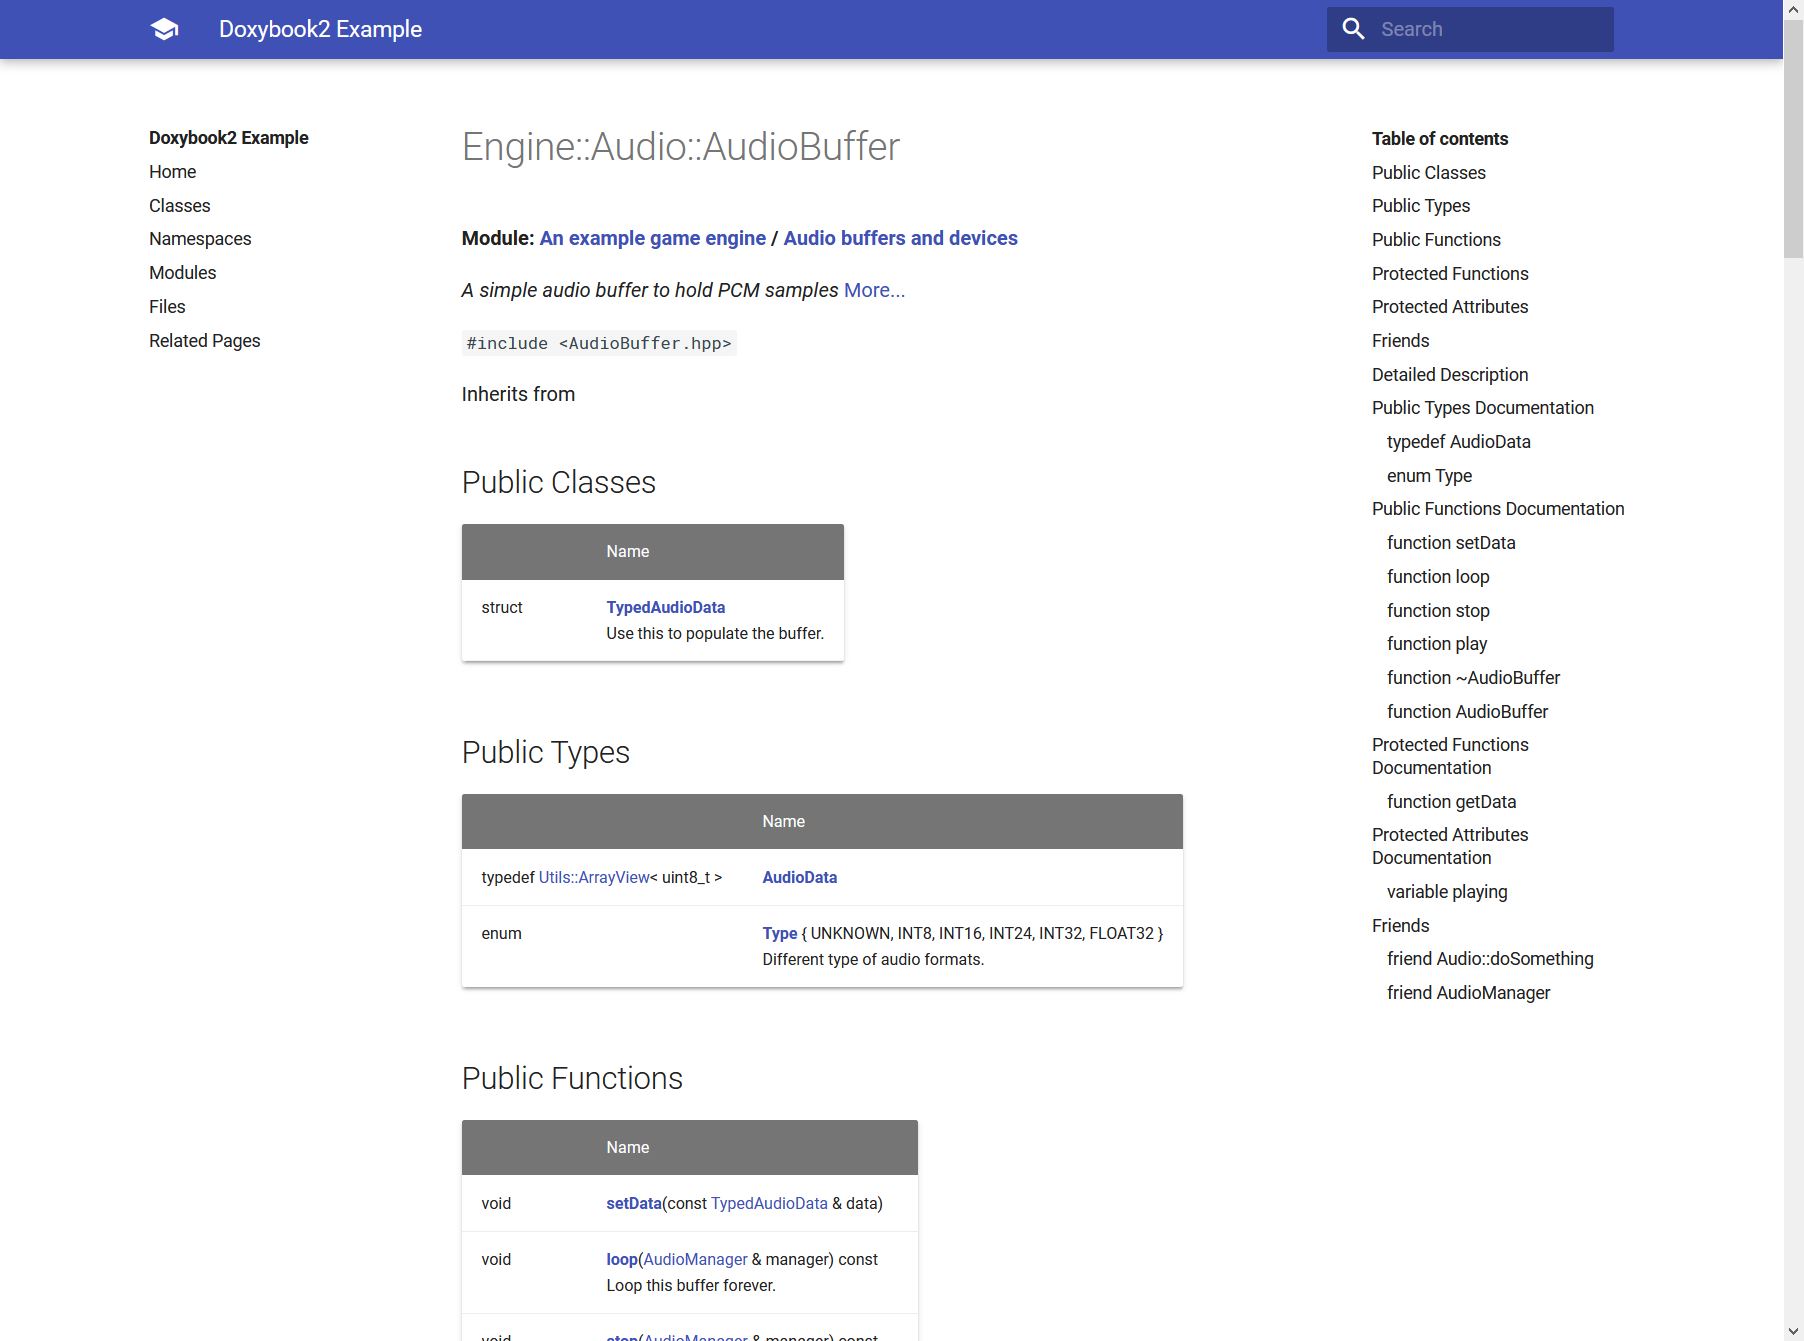 Doxybook2 Example
Search
Doxybook2 Example
Home
Classes
Namespaces
Modules
Files
Related Pages
Engine::Audio::AudioBuffer
Module: An example game engine / Audio buffers and devices
A simple audio buffer to hold PCM samples More...
#include <AudioBuffer.hpp>
Inherits from
Public Classes
Name
struct TypedAudioData
Use this to populate the buffer.
Public Types
Name
typedef Utils::ArrayView< uint8_t > AudioData
enum Type { UNKNOWN, INT8, INT16, INT24, INT32, FLOAT32 }
Different type of audio formats.
Public Functions
Name
void setData(const TypedAudioData & data)
void loop(AudioManager & manager) const
Loop this buffer forever.
void stop(AudioManager & manager) const
Table of contents
Public Classes
Public Types
Public Functions
Protected Functions
Protected Attributes
Friends
Detailed Description
Public Types Documentation
typedef AudioData
enum Type
Public Functions Documentation
function setData
function loop
function stop
function play
function ~AudioBuffer
function AudioBuffer
Protected Functions
Documentation
function getData
Protected Attributes
Documentation
variable playing
Friends
friend Audio::doSomething
friend AudioManager